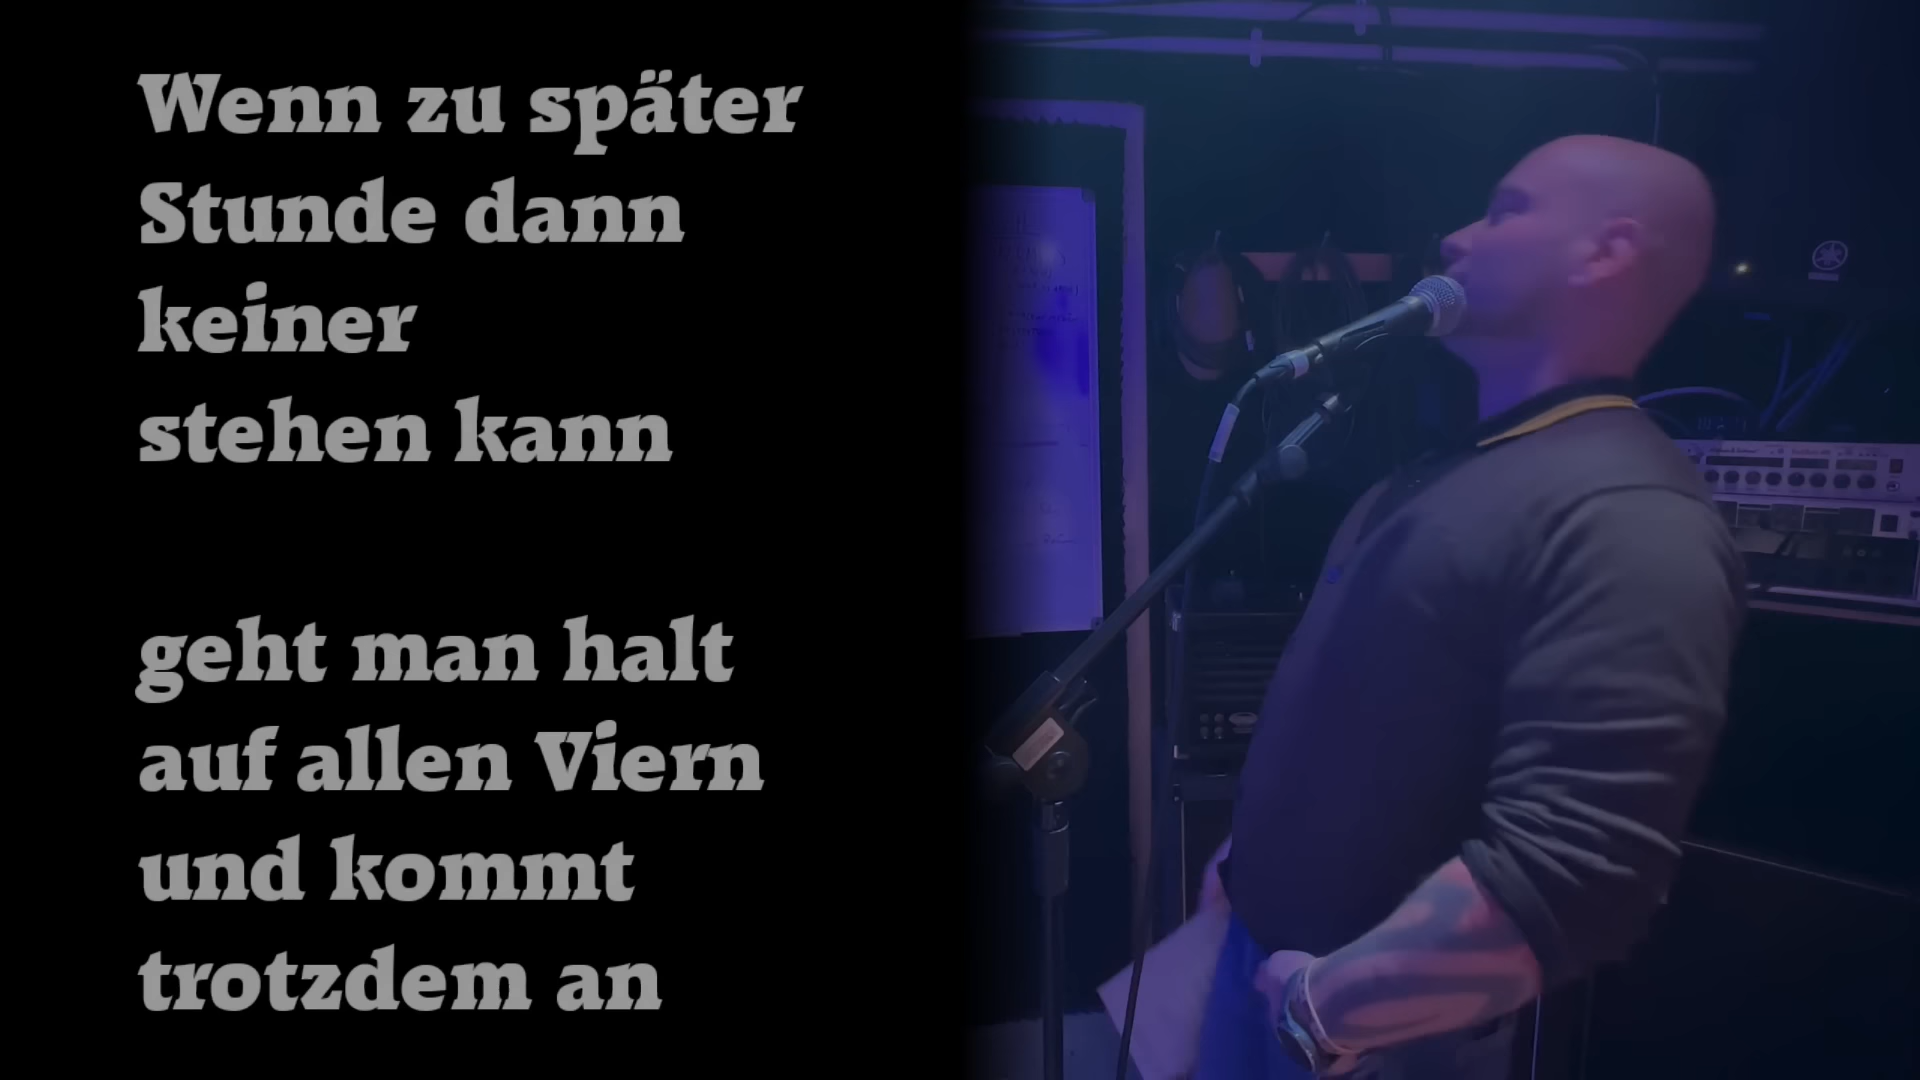 Wenn zu später
Stunde dann
keiner
stehen kann
geht man halt
auf allen Viern
und kommt
trotzdem an